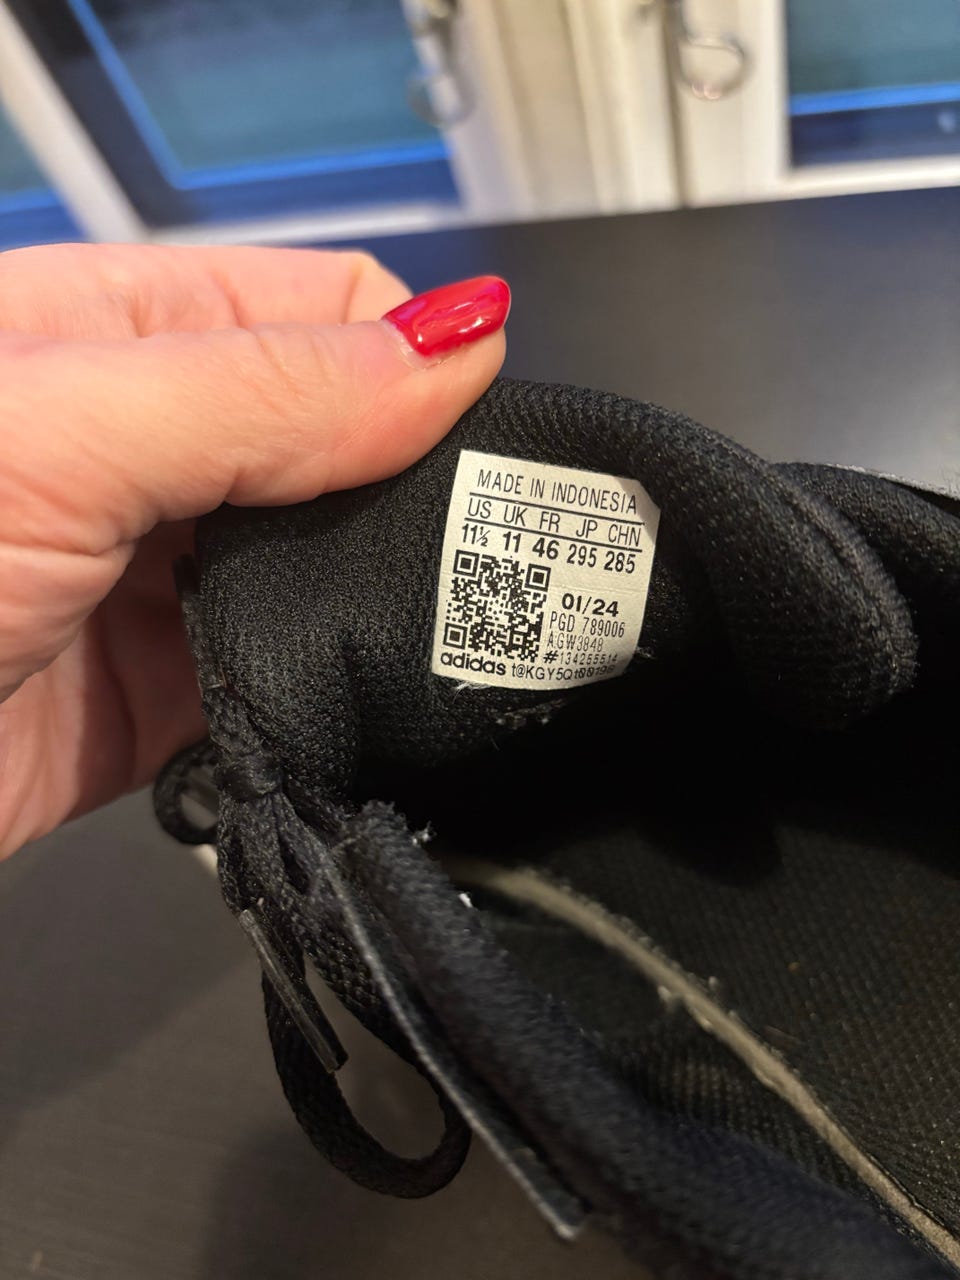 MADE IN INDONESIA
US UK FR JP CHN
11½ 11 46 295 285
01/24
PGD 789006
AGW3848
#134255514
adidas